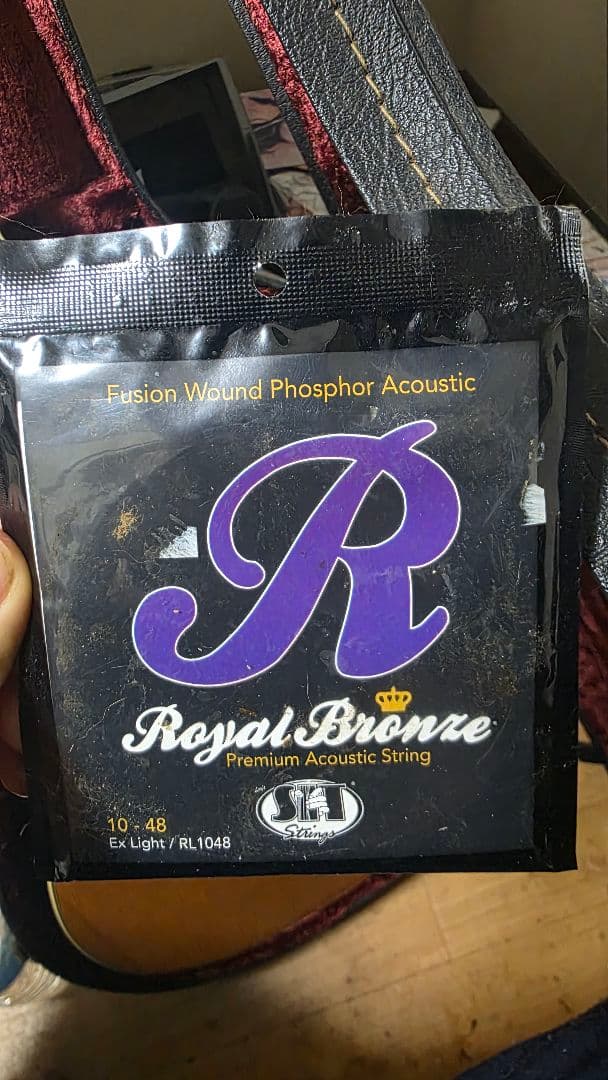 Fusion Wound Phosphor Acoustic
R
Royal Bronze
Premium Acoustic String
SIT
Strings
10 - 48
Ex Light / RL1048